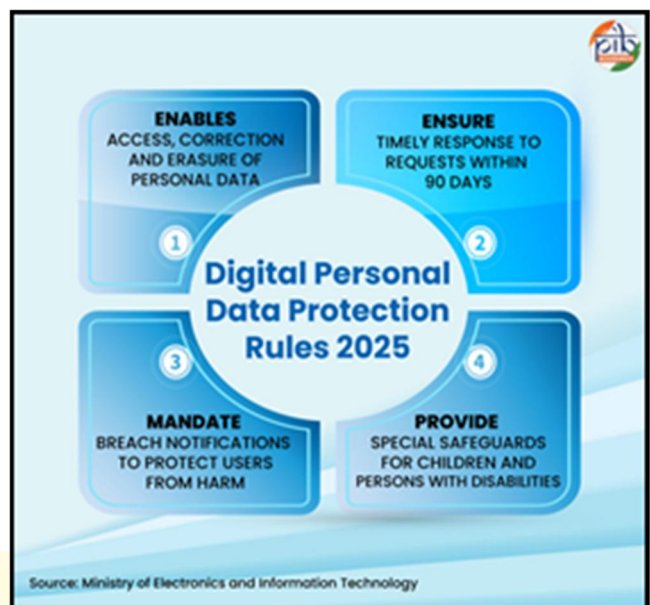 pib
ENABLES
ACCESS, CORRECTION
AND ERASURE OF
PERSONAL DATA
1
ENSURE
TIMELY RESPONSE TO
REQUESTS WITHIN
90 DAYS
2
Digital Personal
Data Protection
Rules 2025
3
MANDATE
BREACH NOTIFICATIONS
TO PROTECT USERS
FROM HARM
4
PROVIDE
SPECIAL SAFEGUARDS
FOR CHILDREN AND
PERSONS WITH DISABILITIES
Source: Ministry of Electronics and Information Technology